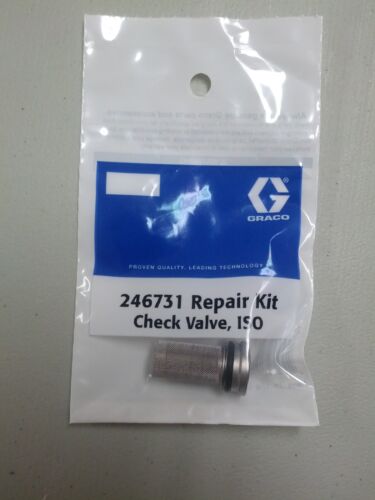 GRACO
PROVEN QUALITY. LEADING TECHNOLOGY.
246731 Repair Kit
Check Valve, ISO